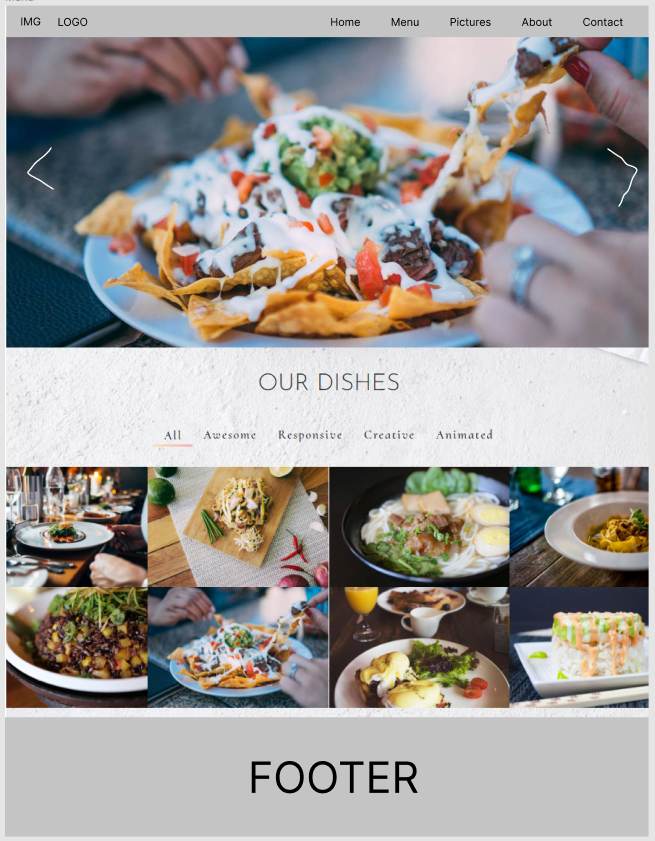 IMG LOGO Home Menu Pictures About Contact
OUR DISHES
All Awesome Responsive Creative Animated
FOOTER